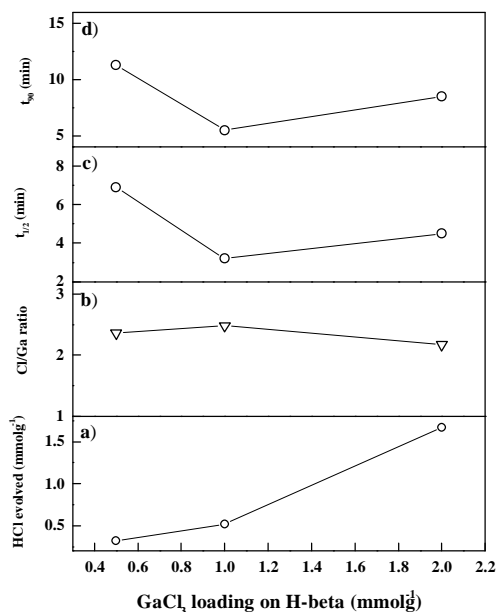 d)
15
10
5
t₉₀ (min)
c)
8
6
4
2
t₁/₂ (min)
b)
3
2
1
Cl/Ga ratio
a)
1.5
1.0
0.5
HCl evolved (mmolg⁻¹)
0.4 0.6 0.8 1.0 1.2 1.4 1.6 1.8 2.0 2.2
GaCl₃ loading on H-beta (mmolg⁻¹)